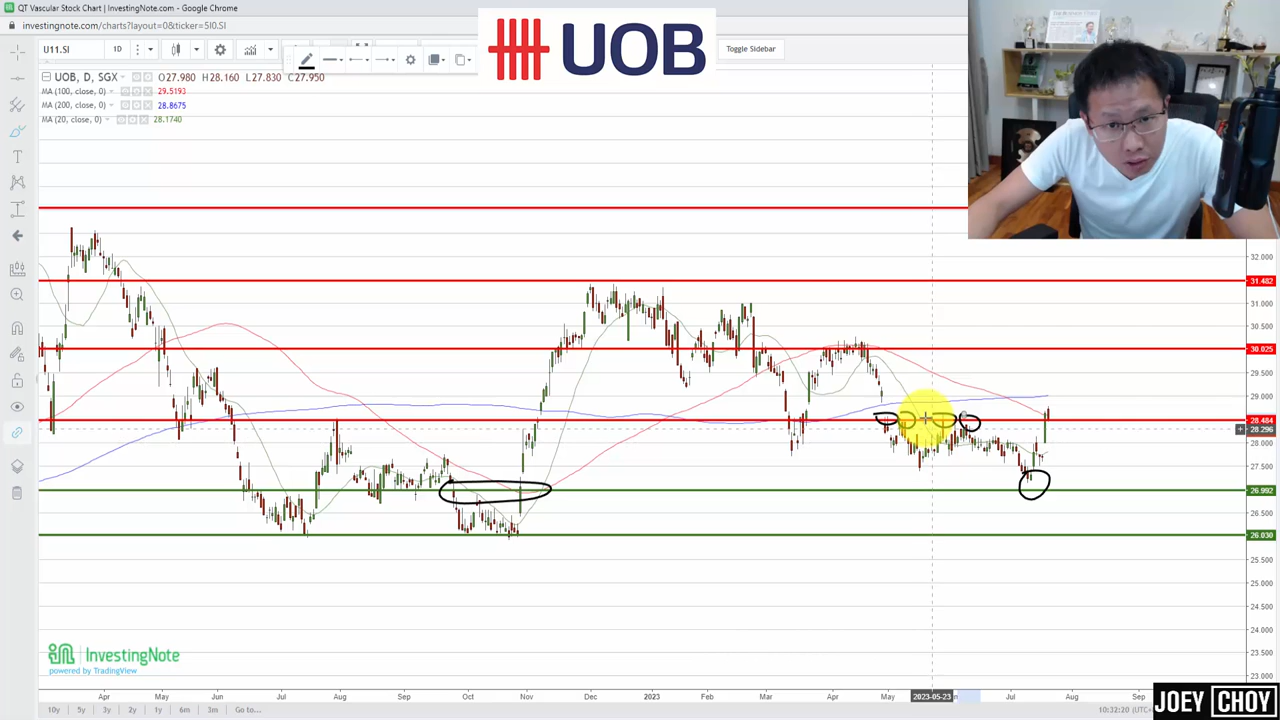 QT Vascular Stock Chart | InvestingNote - Google Chrome
investingnote.com/charts?layout=0&ticker=5I0.SI
U11.SI
1D
UOB
Toggle Sidebar
UOB, D, SGX
O27.980 H28.160 L27.830 C27.950
MA (100, close, 0) 29.5193
MA (200, close, 0) 28.8675
MA (20, close, 0) 28.1740
32.000
31.482
31.000
30.500
30.025
29.500
29.000
28.484
28.296
28.000
27.500
26.992
26.500
26.030
25.500
25.000
24.500
24.000
23.500
23.000
InvestingNote
powered by TradingView
Apr May Jun Jul Aug Sep Oct Nov Dec 2023 Feb Mar Apr May 2023-05-23 Jul Aug Sep
10y 5y 3y 2y 1y 6m 3m Go to...
10:32:20
JOEY CHOY